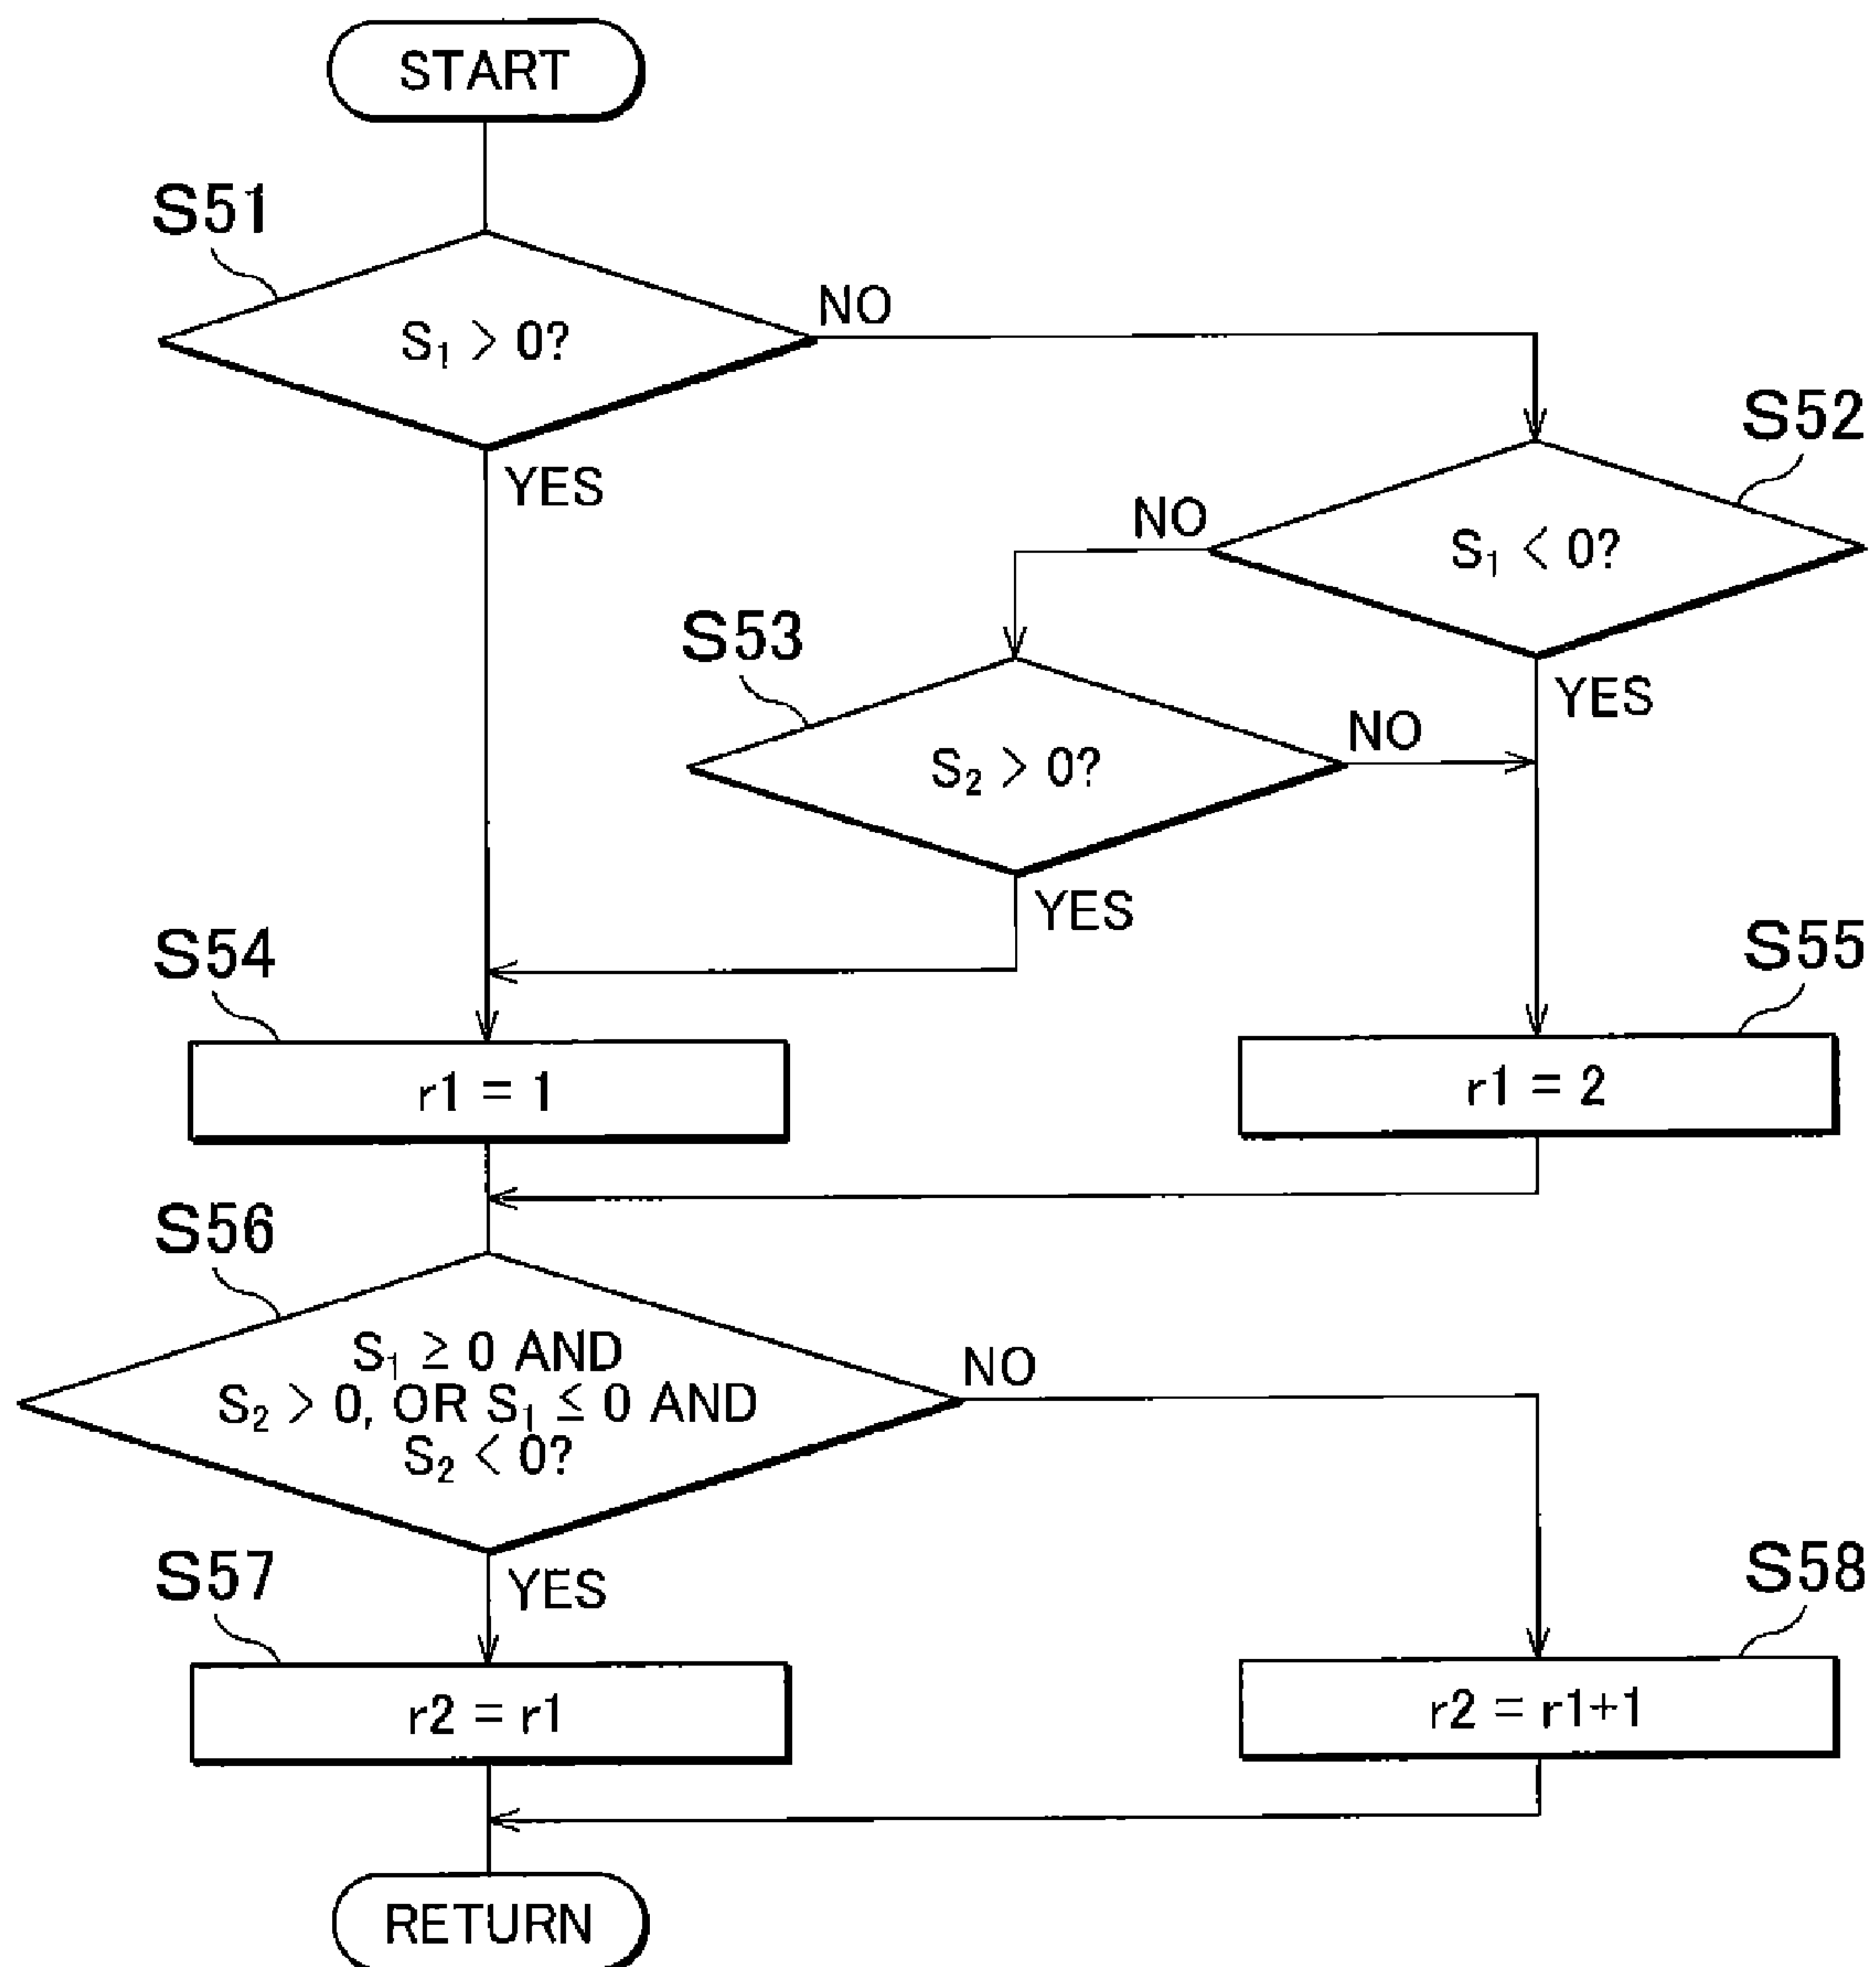 START
S51
S₁ > 0?
NO
YES
S52
S₁ < 0?
NO
YES
S53
S₂ > 0?
NO
YES
S54
r1 = 1
S55
r1 = 2
S56
S₁ ≥ 0 AND
S₂ > 0, OR S₁ ≤ 0 AND
S₂ < 0?
NO
YES
S57
r2 = r1
S58
r2 = r1+1
RETURN